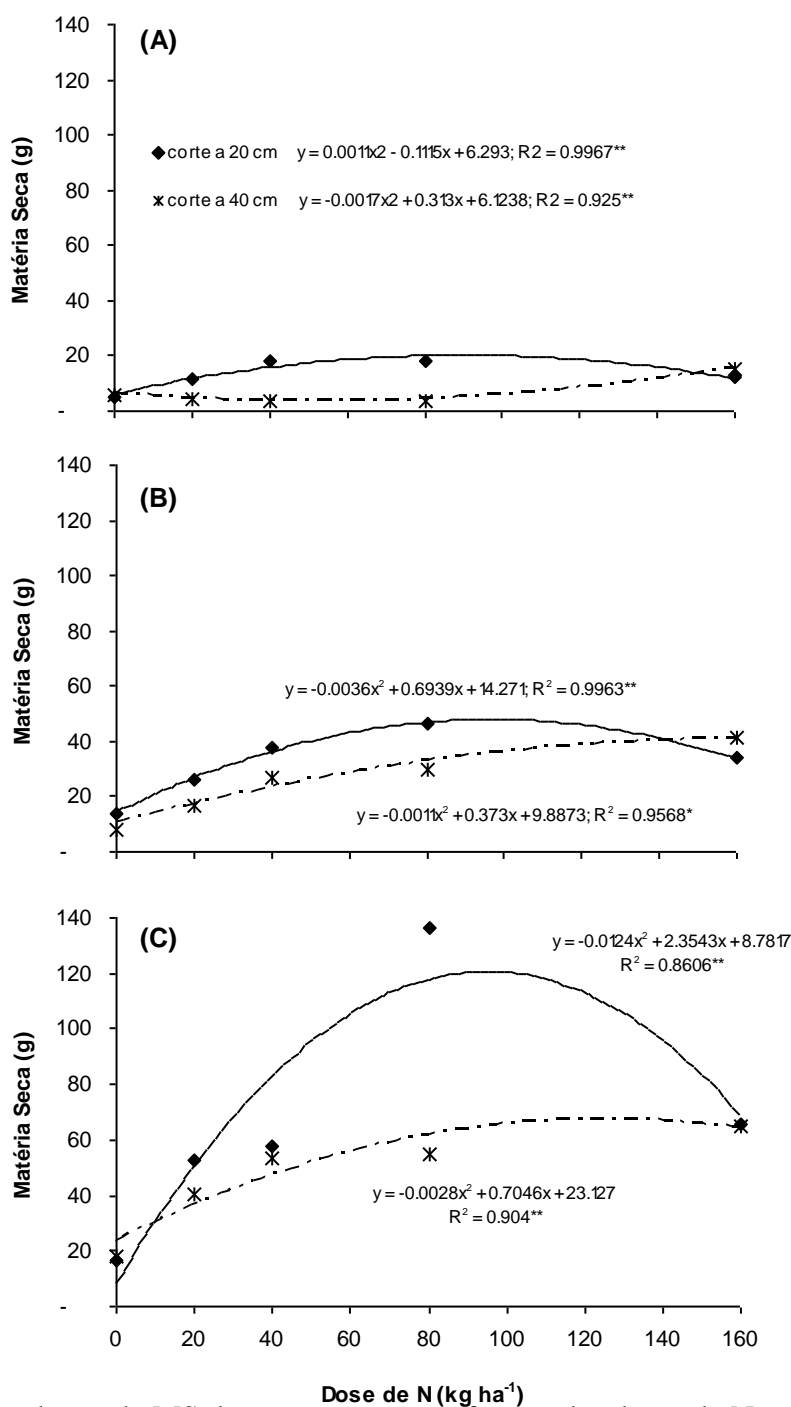 140
(A)
120
100
corte a 20 cm y = 0.0011x2 - 0.1115x + 6.293; R2 = 0.9967**
80
corte a 40 cm y = -0.0017x2 + 0.313x + 6.1238; R2 = 0.925**
60
40
20
-
Matéria Seca (g)
140
(B)
120
100
80
60
y = -0.0036x² + 0.6939x + 14.271; R² = 0.9963**
40
20
y = -0.0011x² + 0.373x + 9.8873; R² = 0.9568*
-
Matéria Seca (g)
140
(C)
y = -0.0124x² + 2.3543x + 8.7817
R² = 0.8606**
120
100
80
60
40
y = -0.0028x² + 0.7046x + 23.127
R² = 0.904**
20
-
Matéria Seca (g)
0 20 40 60 80 100 120 140 160
Dose de N (kg ha⁻¹)